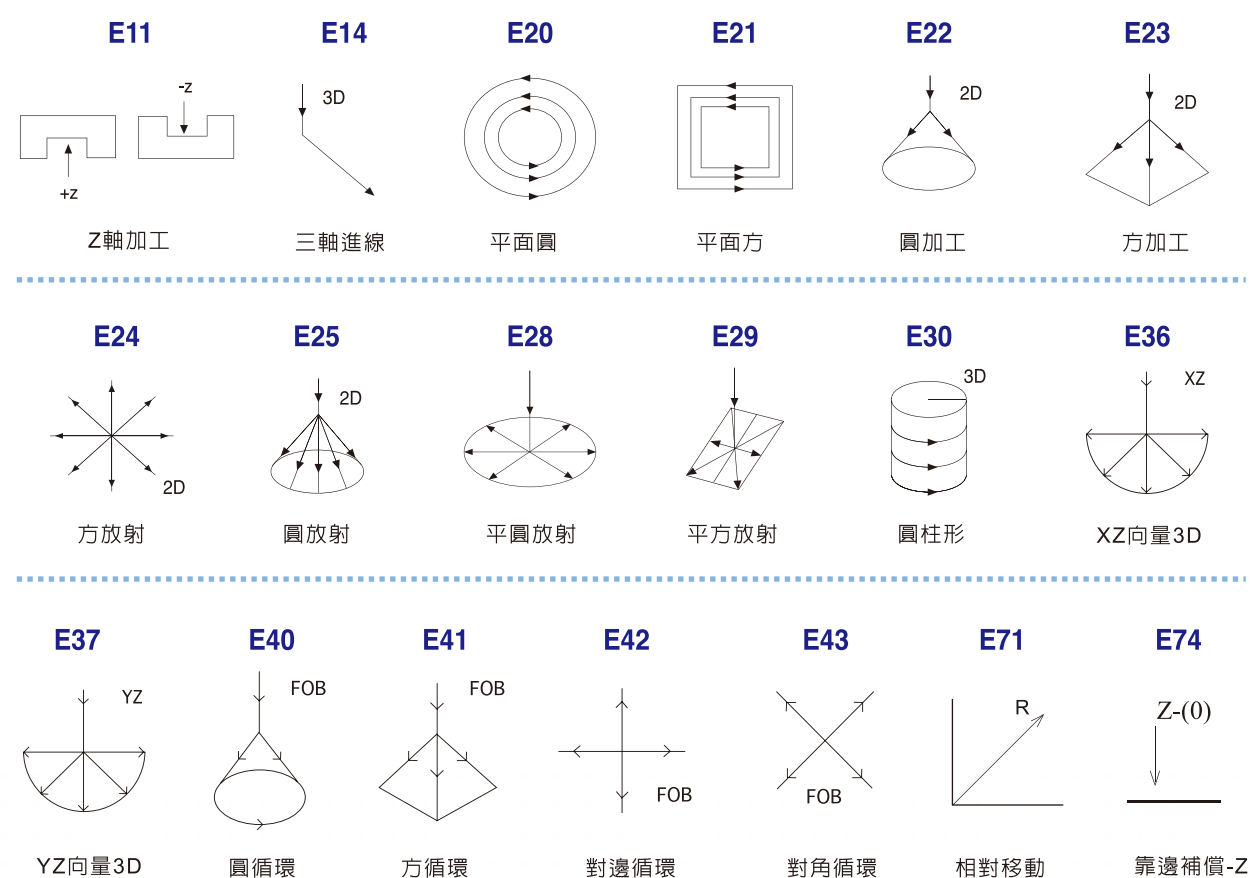 E11 E14 E20 E21 E22 E23
-z
+z
3D
2D
2D
Z軸加工 三軸進線 平面圓 平面方 圓加工 方加工
E24 E25 E28 E29 E30 E36
2D
2D
3D
XZ
方放射 圓放射 平圓放射 平方放射 圓柱形 XZ向量3D
E37 E40 E41 E42 E43 E71 E74
YZ
FOB
FOB
FOB
FOB
R
Z-(0)
YZ向量3D 圓循環 方循環 對邊循環 對角循環 相對移動 靠邊補償-Z